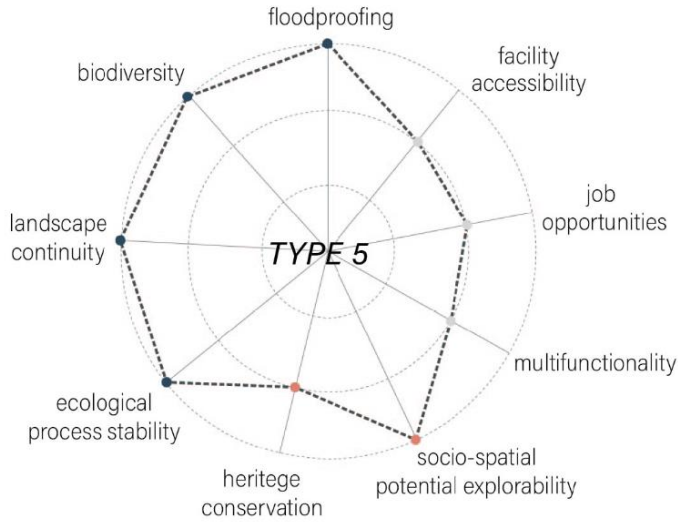 floodproofing
facility
accessibility
biodiversity
job
opportunities
landscape
continuity
TYPE 5
multifunctionality
ecological
process stability
socio-spatial
potential explorability
heritege
conservation